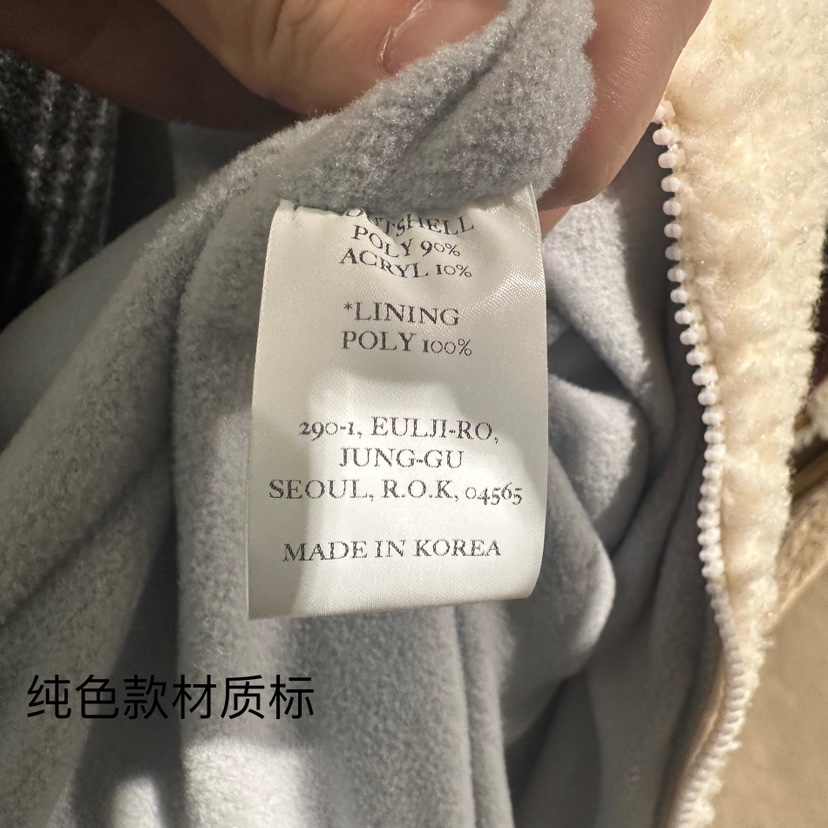 POLY 90%
ACRYL 10%
*LINING
POLY 100%
290-1, EULJI-RO,
JUNG-GU
SEOUL, R.O.K, 04565
MADE IN KOREA
纯色款材质标